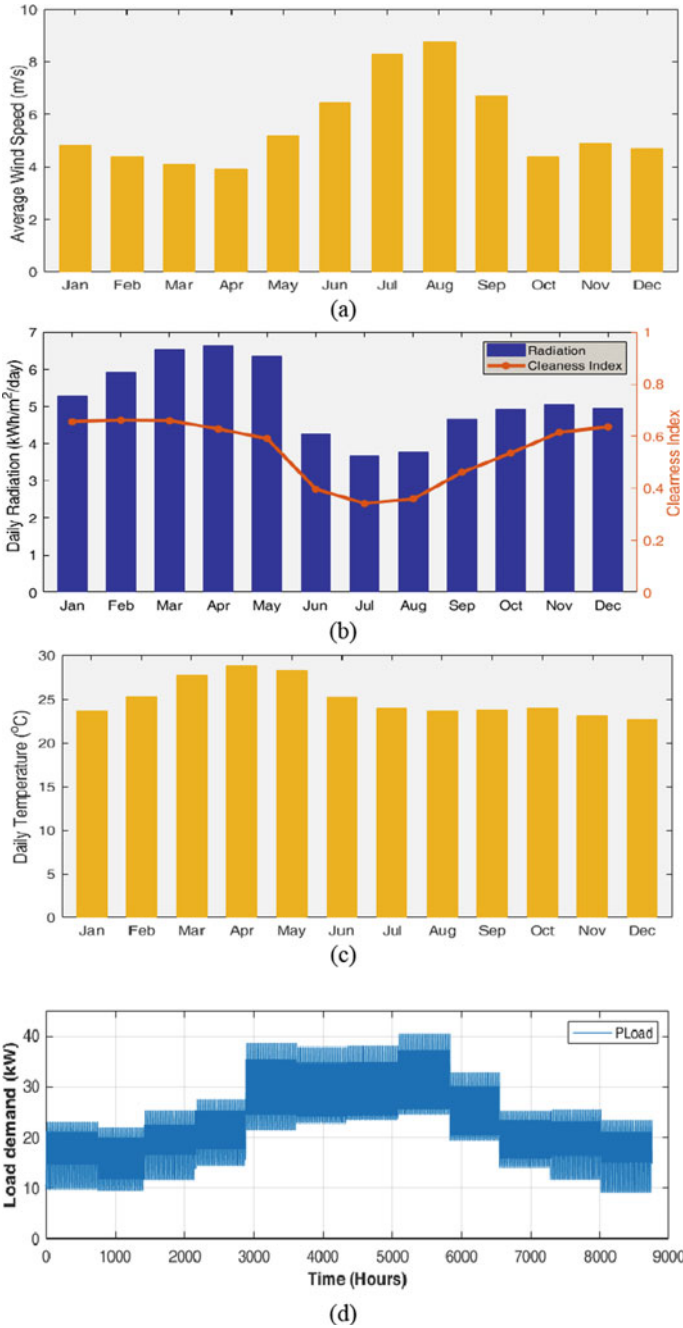 10
8
6
4
2
0
Average Wind Speed (m/s)
Jan Feb Mar Apr May Jun Jul Aug Sep Oct Nov Dec
(a)
7
6
5
4
3
2
1
0
Daily Radiation (kWh/m²/day)
Radiation
Cleaness Index
1
0.8
0.6
0.4
0.2
0
Clearness Index
Jan Feb Mar Apr May Jun Jul Aug Sep Oct Nov Dec
(b)
30
25
20
15
10
5
0
Daily Temperature (°C)
Jan Feb Mar Apr May Jun Jul Aug Sep Oct Nov Dec
(c)
40
30
20
10
0
Load demand (kW)
PLoad
0 1000 2000 3000 4000 5000 6000 7000 8000 9000
Time (Hours)
(d)